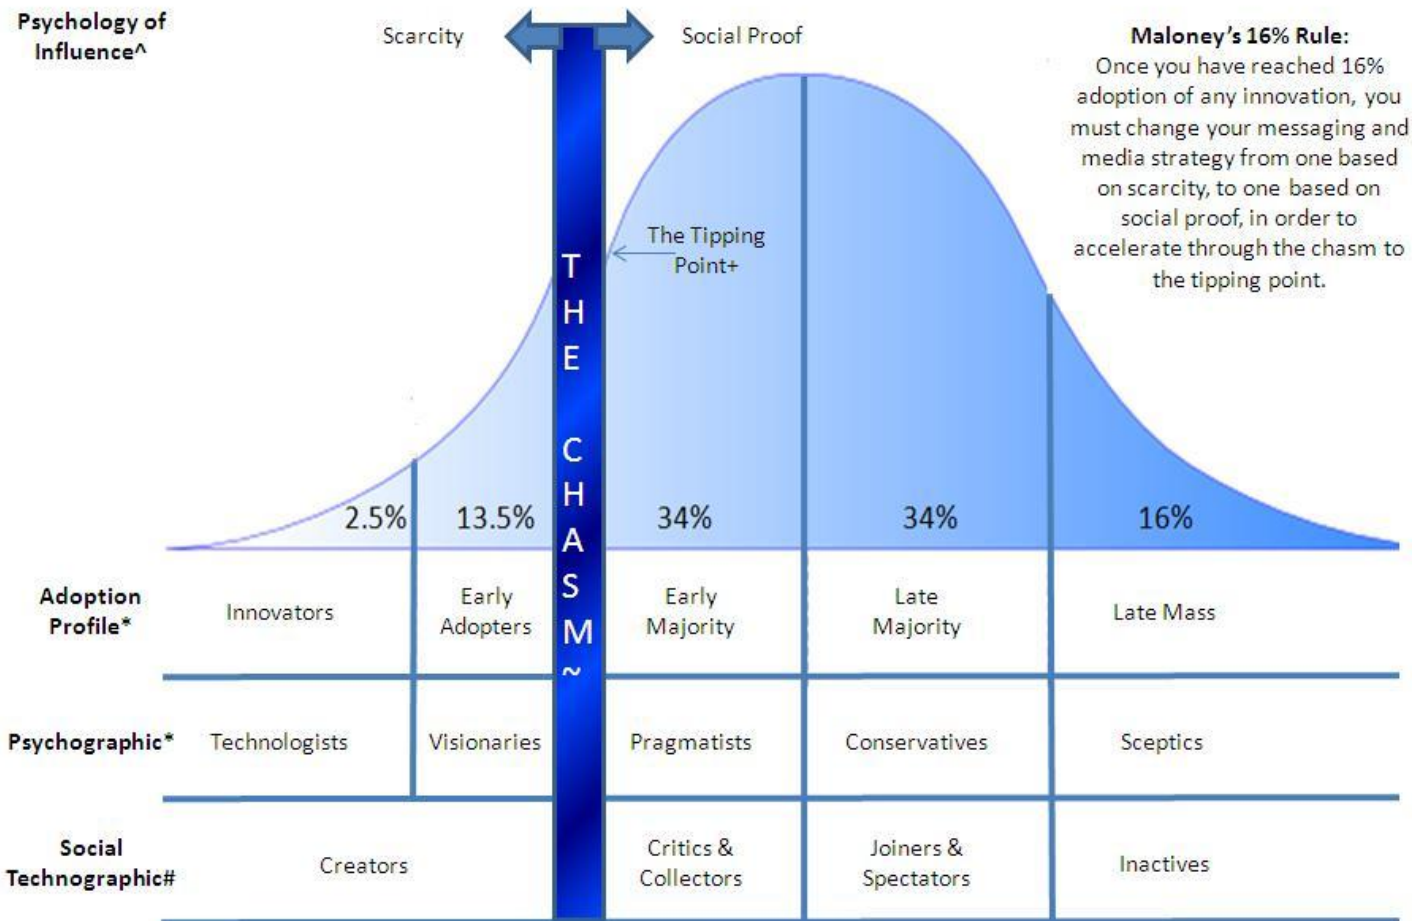 Psychology of
Influence^
Scarcity
Social Proof
Maloney's 16% Rule:
Once you have reached 16%
adoption of any innovation, you
must change your messaging and
media strategy from one based
on scarcity, to one based on
social proof, in order to
accelerate through the chasm to
the tipping point.
The Tipping
Point+
THE CHASM~
2.5%
13.5%
34%
34%
16%
Adoption
Profile*
Innovators
Early
Adopters
Early
Majority
Late
Majority
Late Mass
Psychographic*
Technologists
Visionaries
Pragmatists
Conservatives
Sceptics
Social
Technographic#
Creators
Critics &
Collectors
Joiners &
Spectators
Inactives